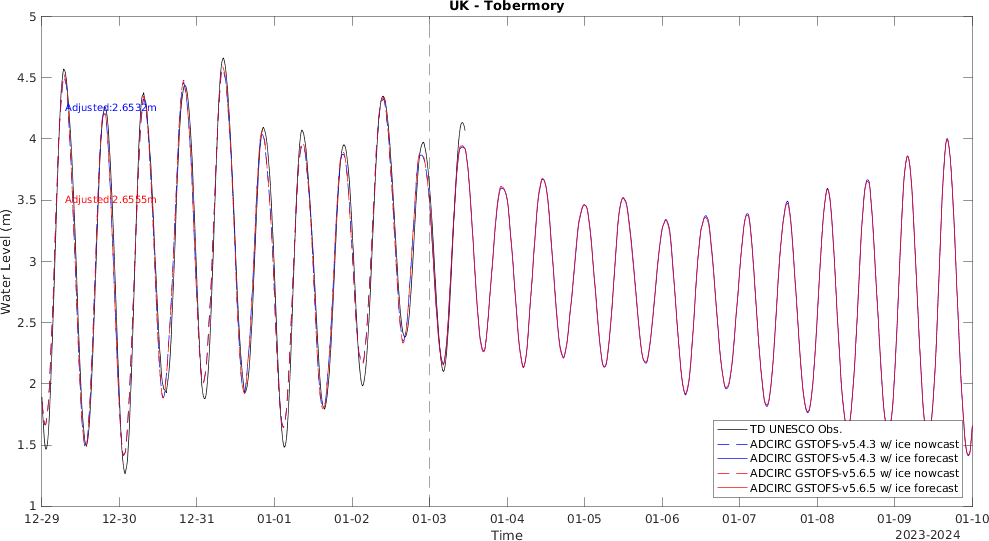 UK - Tobermory
5
4.5
4
3.5
3
2.5
2
1.5
1
Water Level (m)
Adjusted:2.6532m
Adjusted:2.6555m
TD UNESCO Obs.
ADCIRC GSTOFS-v5.4.3 w/ ice nowcast
ADCIRC GSTOFS-v5.4.3 w/ ice forecast
ADCIRC GSTOFS-v5.6.5 w/ ice nowcast
ADCIRC GSTOFS-v5.6.5 w/ ice forecast
12-29 12-30 12-31 01-01 01-02 01-03 01-04 01-05 01-06 01-07 01-08 01-09 01-10
Time
2023-2024